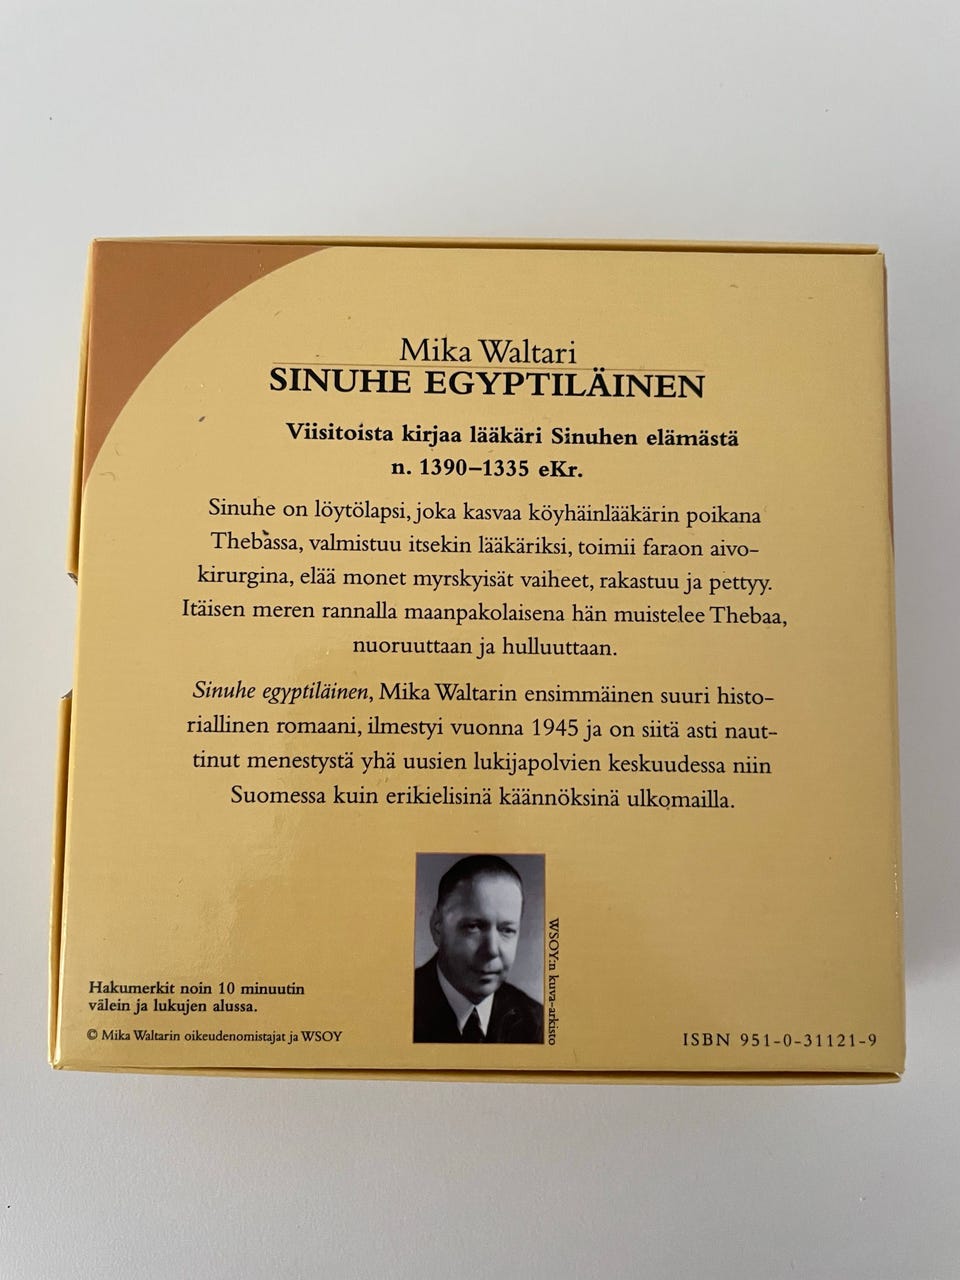 Mika Waltari
SINUHE EGYPTILÄINEN
Viisitoista kirjaa lääkäri Sinuhen elämästä
n. 1390–1335 eKr.
Sinuhe on löytölapsi, joka kasvaa köyhäinlääkärin poikana
Thebassa, valmistuu itsekin lääkäriksi, toimii faraon aivo-
kirurgina, elää monet myrskyisät vaiheet, rakastuu ja pettyy.
Itäisen meren rannalla maanpakolaisena hän muistelee Thebaa,
nuoruuttaan ja hulluuttaan.
Sinuhe egyptiläinen, Mika Waltarin ensimmäinen suuri histo-
riallinen romaani, ilmestyi vuonna 1945 ja on siitä asti naut-
tinut menestystä yhä uusien lukijapolvien keskuudessa niin
Suomessa kuin erikielisinä käännöksinä ulkomailla.
WSOY:n kuva-arkisto
Hakumerkit noin 10 minuutin
välein ja lukujen alussa.
© Mika Waltarin oikeudenomistajat ja WSOY
ISBN 951-0-31121-9